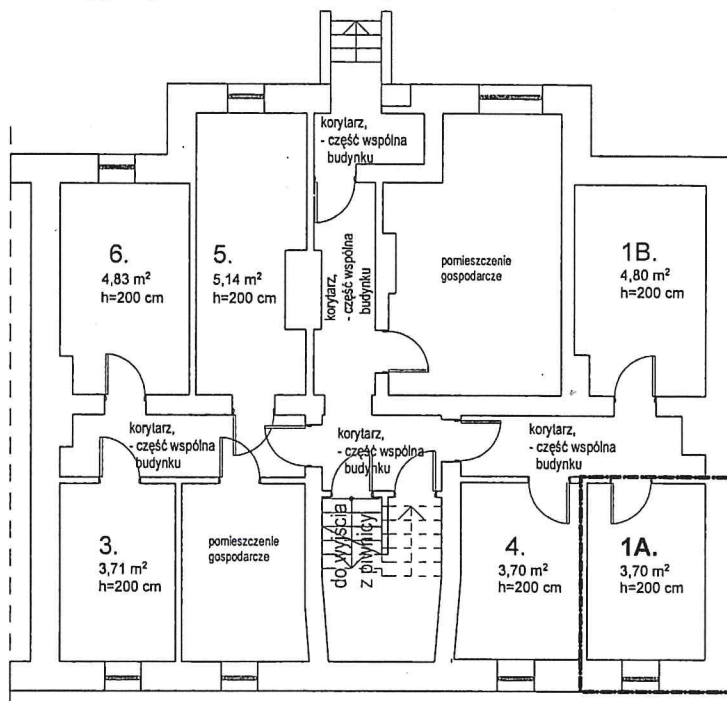 korytarz,
- część wspólna
budynku
6.
4,83 m²
h=200 cm
5.
5,14 m²
h=200 cm
korytarz,
- część wspólna
budynku
pomieszczenie
gospodarcze
1B.
4,80 m²
h=200 cm
korytarz,
- część wspólna
budynku
korytarz,
- część wspólna
budynku
korytarz,
- część wspólna
budynku
3.
3,71 m²
h=200 cm
pomieszczenie
gospodarcze
do wyjścia
z piwnicy
4.
3,70 m²
h=200 cm
1A.
3,70 m²
h=200 cm